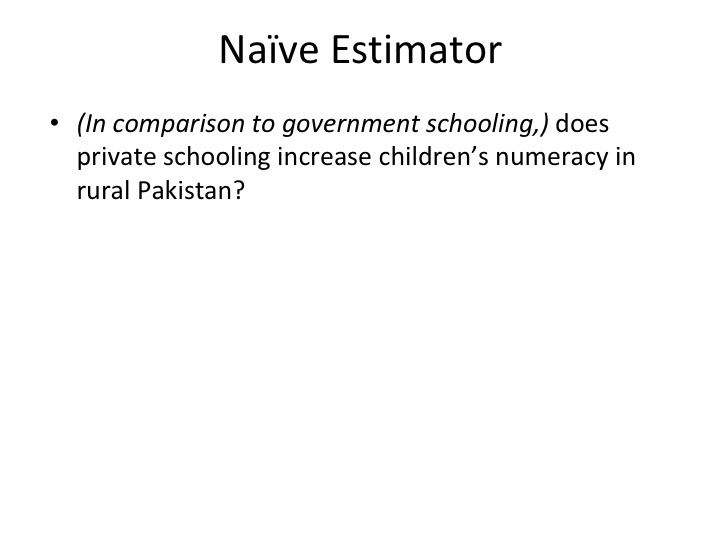 Naïve Estimator
• (In comparison to government schooling,) does
private schooling increase children’s numeracy in
rural Pakistan?